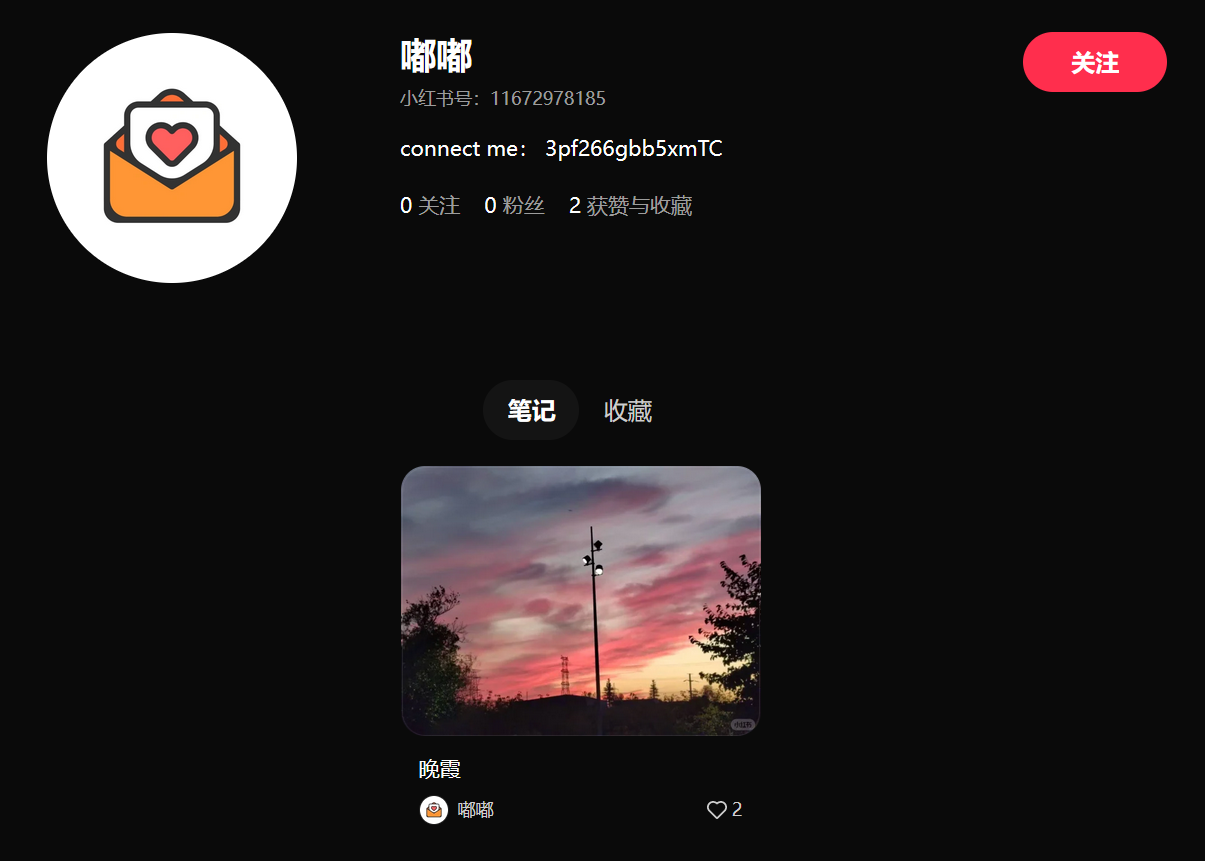 嘟嘟
关注
小红书号：11672978185
connect me： 3pf266gbb5xmTC
0 关注 0 粉丝 2 获赞与收藏
笔记 收藏
小红书
晚霞
嘟嘟 2